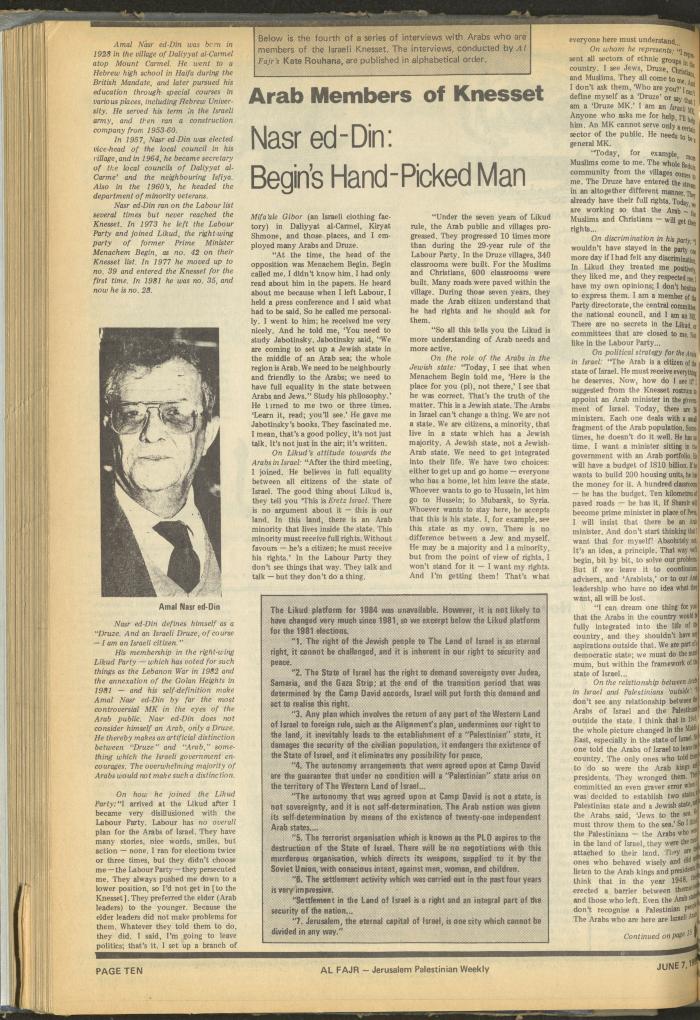 Below is the fourth of a series of interviews with Arabs who are
members of the Israeli Knesset. The interviews, conducted by Al
Fajr's Kate Rouhana, are published in alphabetical order.
Arab Members of Knesset
Nasr ed-Din:
Begin's Hand-Picked Man
Amal Nasr ed-Din was born in
1928 in the village of Daliyyat al-Carmel
atop Mount Carmel. He went to a
Hebrew high school in Haifa during the
British Mandate, and later pursued his
education through special courses in
various places, including Hebrew Univer-
sity. He served his term in the Israeli
army, and then ran a construction
company from 1953-60.
In 1957, Nasr ed-Din was elected
vice-head of the local council in his
village, and in 1964, he became secretary
of the local councils of Daliyyat al-
Carme' and the neighbouring Isfiya.
Also in the 1960's, he headed the
department of minority veterans.
Nasr ed-Din ran on the Labour list
several times but never reached the
Knesset. In 1973 he left the Labour
Party and joined Likud, the right-wing
party of former Prime Minister
Menachem Begin, as no. 42 on their
Knesset list. In 1977 he moved up to
no. 39 and entered the Knesset for the
first time. In 1981 he was no. 35, and
now he is no. 28.
Amal Nasr ed-Din
Nasr ed-Din defines himself as a
"Druze. And an Israeli Druze, of course
— I am an Israeli citizen."
His membership in the right-wing
Likud Party — which has voted for such
things as the Lebanon War in 1982 and
the annexation of the Golan Heights in
1981 — and his self-definition make
Amal Nasr ed-Din by far the most
controversial MK in the eyes of the
Arab public. Nasr ed-Din does not
consider himself an Arab, only a Druze.
He thereby makes an artificial distinction
between "Druze" and "Arab," some-
thing which the Israeli government en-
courages. The overwhelming majority of
Arabs would not make such a distinction.
On how he joined the Likud
Party: "I arrived at the Likud after I
became very disillusioned with the
Labour Party. Labour has no overall
plan for the Arabs of Israel. They have
many stories, nice words, smiles, but
action — none. I ran for elections twice
or three times, but they didn't choose
me — the Labour Party — they persecuted
me. They always pushed me down to a
lower position, so I'd not get in [to the
Knesset]. They preferred the elder (Arab
leaders) to the younger. Because the
elder leaders did not make problems for
them. Whatever they told them to do,
they did. I said, I'm going to leave
politics; that's it. I set up a branch of
Mifa'ale Gibor (an Israeli clothing fac-
tory) in Daliyyat al-Carmel, Kiryat
Shmone, and those places, and I em-
ployed many Arabs and Druze.
"At the time, the head of the
opposition was Menachem Begin. Begin
called me, I didn't know him. I had only
read about him in the papers. He heard
about me because when I left Labour, I
held a press conference and I said what
had to be said. So he called me personal-
ly. I went to him; he received me very
nicely. And he told me, 'You need to
study Jabotinsky. Jabotinsky said, "We
are coming to set up a Jewish state in
the middle of an Arab sea; the whole
region is Arab. We need to be neighbourly
and friendly to the Arabs; we need to
have full equality in the state between
Arabs and Jews." Study his philosophy.'
He turned to me two or three times.
'Learn it, read; you'll see.' He gave me
Jabotinsky's books. They fascinated me.
I mean, that's a good policy, it's not just
talk. It's not just in the air; it's written.
On Likud's attitude towards the
Arabs in Israel: "After the third meeting,
I joined. He believes in full equality
between all citizens of the state of
Israel. The good thing about Likud is,
they tell you 'This is Eretz Israel. There
is no argument about it — this is our
land. In this land, there is an Arab
minority that lives inside the state. This
minority must receive full rights. Without
favours — he's a citizen; he must receive
his rights.' In the Labour Party they
don't see things that way. They talk and
talk — but they don't do a thing.
"Under the seven years of Likud
rule, the Arab public and villages pro-
gressed. They progressed 10 times more
than during the 29-year rule of the
Labour Party. In the Druze villages, 340
classrooms were built. For the Muslims
and Christians, 600 classrooms were
built. Many roads were paved within the
village. During those seven years, they
made the Arab citizen understand that
he had rights and he should ask for
them.
"So all this tells you the Likud is
more understanding of Arab needs and
more active.
On the role of the Arabs in the
Jewish state: "Today, I see that when
Menachem Begin told me, 'Here is the
place for you (pl), not there,' I see that
he was correct. That's the truth of the
matter. This is a Jewish state. The Arabs
in Israel can't change a thing. We are not
a state. We are citizens, a minority, that
live in a state which has a Jewish
majority. A Jewish state, not a Jewish-
Arab state. We need to get integrated
into their life. We have two choices:
either to get up and go home — everyone
who has a home, let him leave the state.
Whoever wants to go to Hussein, let him
go to Hussein; to Mubarak, to Syria.
Whoever wants to stay here, he accepts
that this is his state. I, for example, see
this state as my own. There is no
difference between a Jew and myself.
He may be a majority and I a minority,
but from the point of view of rights, I
won't stand for it — I want my rights.
And I'm getting them! That's what
The Likud platform for 1984 was unavailable. However, it is not likely to
have changed very much since 1981, so we excerpt below the Likud platform
for the 1981 elections.
"1. The right of the Jewish people to The Land of Israel is an eternal
right, it cannot be challenged, and it is inherent in our right to security and
peace.
"2. The State of Israel has the right to demand sovereignty over Judea,
Samaria, and the Gaza Strip; at the end of the transition period that was
determined by the Camp David accords, Israel will put forth this demand and
act to realise this right.
"3. Any plan which involves the return of any part of the Western Land
of Israel to foreign rule, such as the Alignment's plan, undermines our right to
the land, it inevitably leads to the establishment of a "Palestinian" state, it
damages the security of the civilian population, it endangers the existence of
the State of Israel, and it eliminates any possibility for peace.
"4. The autonomy arrangements that were agreed upon at Camp David
are the guarantee that under no condition will a "Palestinian" state arise on
the territory of The Western Land of Israel...
"The autonomy that was agreed upon at Camp David is not a state, is
not sovereignty, and it is not self-determination. The Arab nation was given
its self-determination by means of the existence of twenty-one independent
Arab states....
"5. The terrorist organisation which is known as the PLO aspires to the
destruction of the State of Israel. There will be no negotiations with this
murderous organisation, which directs its weapons, supplied to it by the
Soviet Union, with conscious intent, against men, women, and children.
"6. The settlement activity which was carried out in the past four years
is very impressive.
"Settlement in the Land of Israel is a right and an integral part of the
security of the nation...
"7. Jerusalem, the eternal capital of Israel, is one city which cannot be
divided in any way."
everyone here must understand...
On whom he represents: "I repre-
sent all sectors of ethnic groups in the
country. I see Jews, Druze, Christians
and Muslims. They all come to me. And
I don't ask them, 'Who are you?' I can't
define myself as a 'Druze' or say that I
am a 'Druze MK.' I am an Israeli MK.
Anyone who asks me for help, I'll help
him. An MK cannot serve only a certain
sector of the public. He needs to be a
general MK.
"Today, for example, more
Muslims come to me. The whole Bedouin
community from the villages comes to
me. The Druze have entered the state
in an altogether different manner. They
already have their full rights. Today, we
are working so that the Arab —
Muslims and Christians — will get their
rights...
On discrimination in his party: "I
wouldn't have stayed in the party one
more day if I had felt any discrimination.
In Likud they treated me positively,
they liked me, and they respected me. I
have my own opinions; I don't hesitate
to express them. I am a member of the
Party directorate, the central committee,
the national council, and I am an MK.
There are no secrets in the Likud, or
committees that are closed to me. Not
like in the Labour Party...
On political strategy for the Arabs
in Israel: "The Arab is a citizen of the
state of Israel. He must receive everything
he deserves. Now, how do I see it? I
suggested from the Knesset rostrum to
appoint an Arab minister in the govern-
ment of Israel. Today, there are
ministers. Each one deals with a small
fragment of the Arab population. Some
times, he doesn't do it well. He has no
time. I want a minister sitting in the
government with an Arab portfolio. He
will have a budget of IS10 billion. If he
wants to build 200 housing units, he has
the money for it. A hundred classrooms
— he has the budget. Ten kilometres of
paved roads — he has it. If Shamir will
become prime minister in place of Peres,
I will insist that there be an Arab
minister. And don't start thinking that I
want that for myself! Absolutely not.
It's an idea, a principle. That way we
begin, bit by bit, to solve our problems.
But if we leave it to coordinators,
advisers, and 'Arabists,' or to our Arab
leadership who have no idea what they
want, all will be lost.
"I can dream one thing for you:
that the Arabs in the country would be
fully integrated into the life of the
country, and they shouldn't have
aspirations outside that. We are part of a
democratic state; we must do the maxi-
mum, but within the framework of the
state of Israel...
On the relationship between Arabs
in Israel and Palestinians outside: "I
don't see any relationship between the
Arabs of Israel and the Palestinians
outside the state. I think that in 1948
the whole picture changed in the Middle
East, especially in the state of Israel. No
one told the Arabs of Israel to leave the
country. The only ones who told them
to do so were the Arab kings and
presidents. They wronged them. They
committed an even graver error when it
was decided to establish two states, a
Palestinian state and a Jewish state, and
the Arabs said, 'Jews to the sea. We
must throw them to the sea.' So I think
the Palestinians — the Arabs who
in the land of Israel, they were the ones
attached to their land. They are the
ones who behaved wisely and did not
listen to the Arab kings and presidents. I
think that in the year 1948, they
erected a barrier between themselves
and those who left. Even the Arab states
don't recognise a Palestinian people.
The Arabs who are here are Israeli Arabs
Continued on page 15
PAGE TEN
AL FAJR — Jerusalem Palestinian Weekly
JUNE 7,